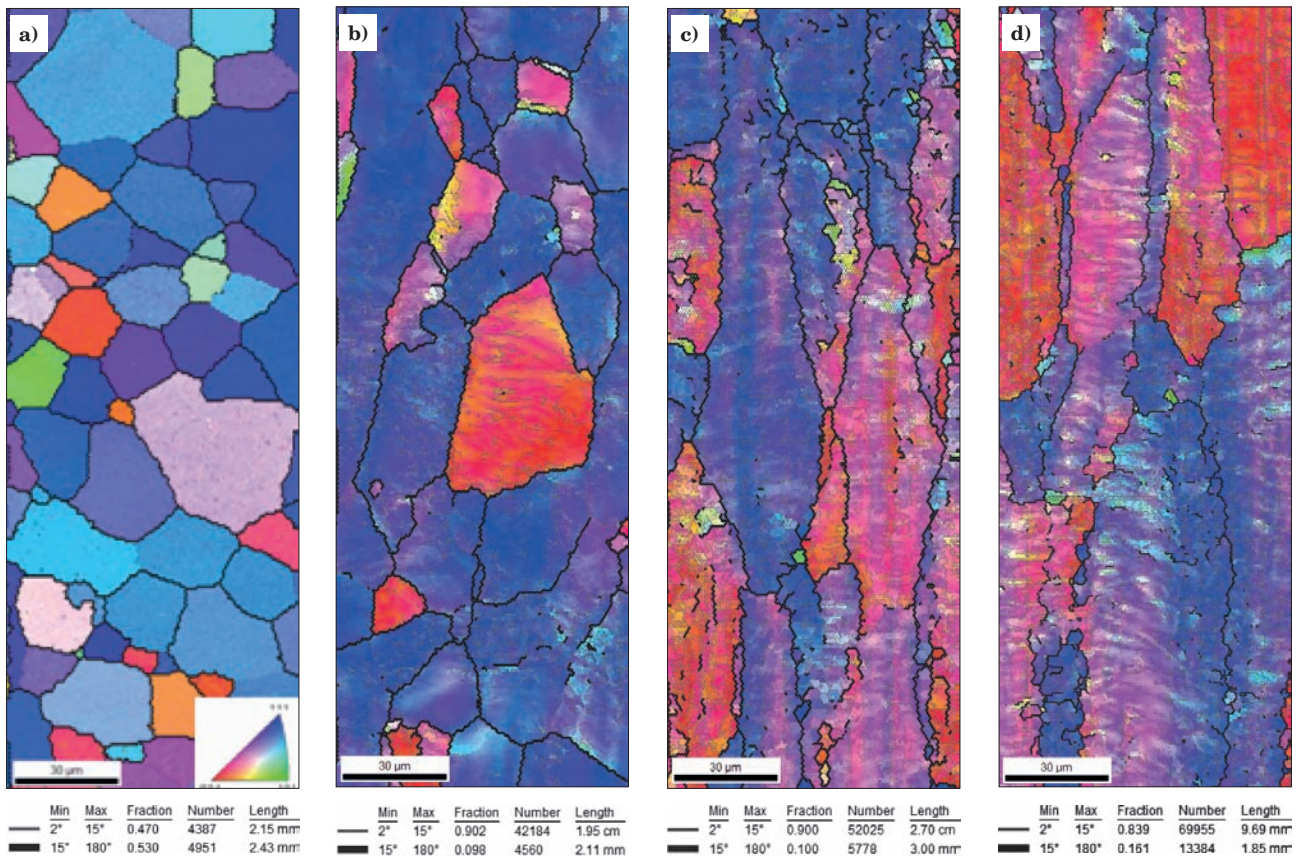 a)
b)
c)
d)
1 1 1
30 µm
30 µm
30 µm
30 µm
Min Max Fraction Number Length
2° 15° 0.470 4387 2.15 mm
15° 180° 0.530 4951 2.43 mm
Min Max Fraction Number Length
2° 15° 0.902 42184 1.95 cm
15° 180° 0.098 4560 2.11 mm
Min Max Fraction Number Length
2° 15° 0.900 52025 2.70 cm
15° 180° 0.100 5778 3.00 mm
Min Max Fraction Number Length
2° 15° 0.839 69955 9.69 mm
15° 180° 0.161 13384 1.85 mm